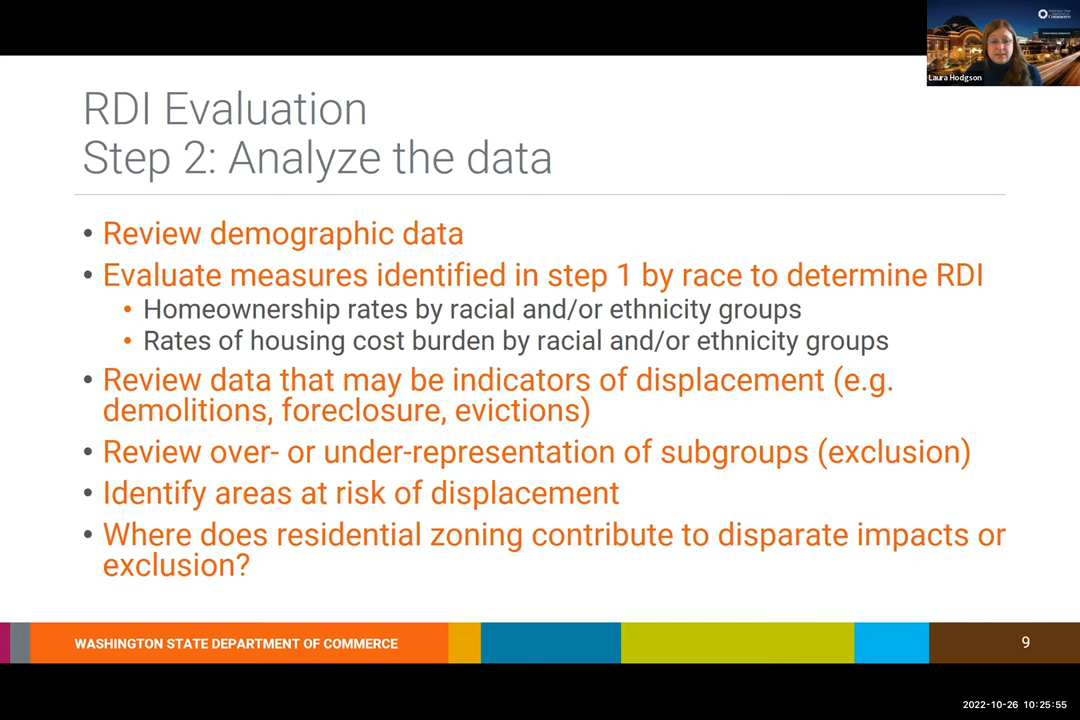 Commerce
Laura Hodgson
RDI Evaluation
Step 2: Analyze the data
• Review demographic data
• Evaluate measures identified in step 1 by race to determine RDI
• Homeownership rates by racial and/or ethnicity groups
• Rates of housing cost burden by racial and/or ethnicity groups
• Review data that may be indicators of displacement (e.g.
demolitions, foreclosure, evictions)
• Review over- or under-representation of subgroups (exclusion)
• Identify areas at risk of displacement
• Where does residential zoning contribute to disparate impacts or
exclusion?
WASHINGTON STATE DEPARTMENT OF COMMERCE
9
2022-10-26 10:25:55